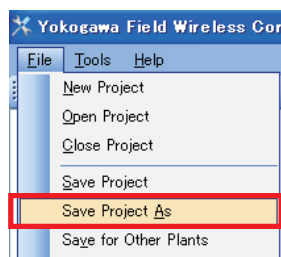 Yokogawa Field Wireless Con
File Tools Help
New Project
Open Project
Close Project
Save Project
Save Project As
Save for Other Plants